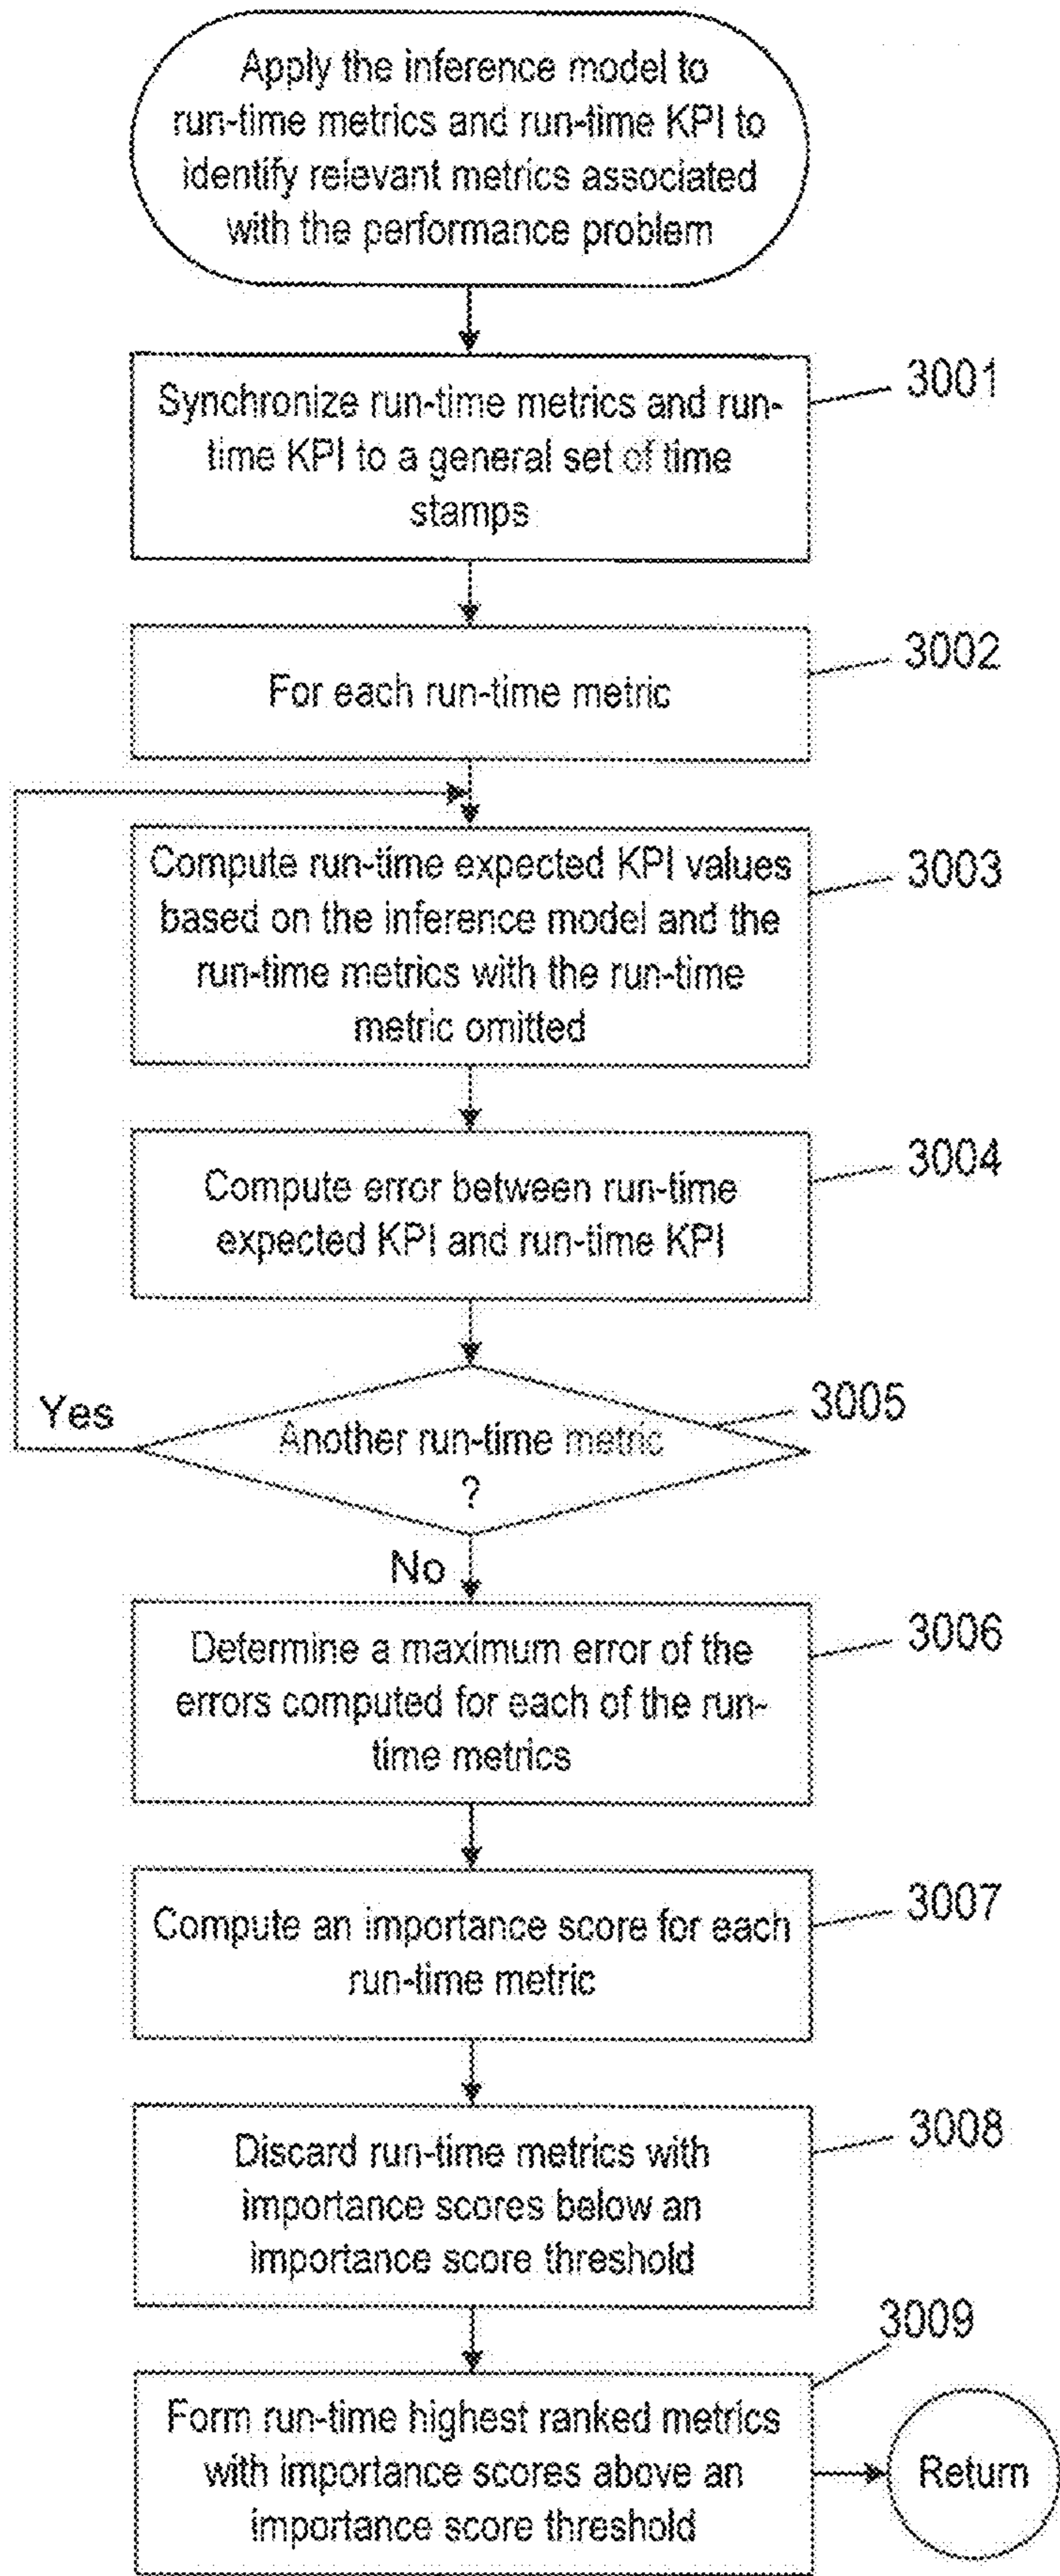 Apply the inference model to
run-time metrics and run-time KPI to
identify relevant metrics associated
with the performance problem
3001
Synchronize run-time metrics and run-
time KPI to a general set of time
stamps
3002
For each run-time metric
3003
Compute run-time expected KPI values
based on the inference model and the
run-time metrics with the run-time
metric omitted
3004
Compute error between run-time
expected KPI and run-time KPI
Yes
3005
Another run-time metric
?
No
3006
Determine a maximum error of the
errors computed for each of the run-
time metrics
3007
Compute an importance score for each
run-time metric
3008
Discard run-time metrics with
importance scores below an
importance score threshold
3009
Form run-time highest ranked metrics
with importance scores above an
importance score threshold
Return